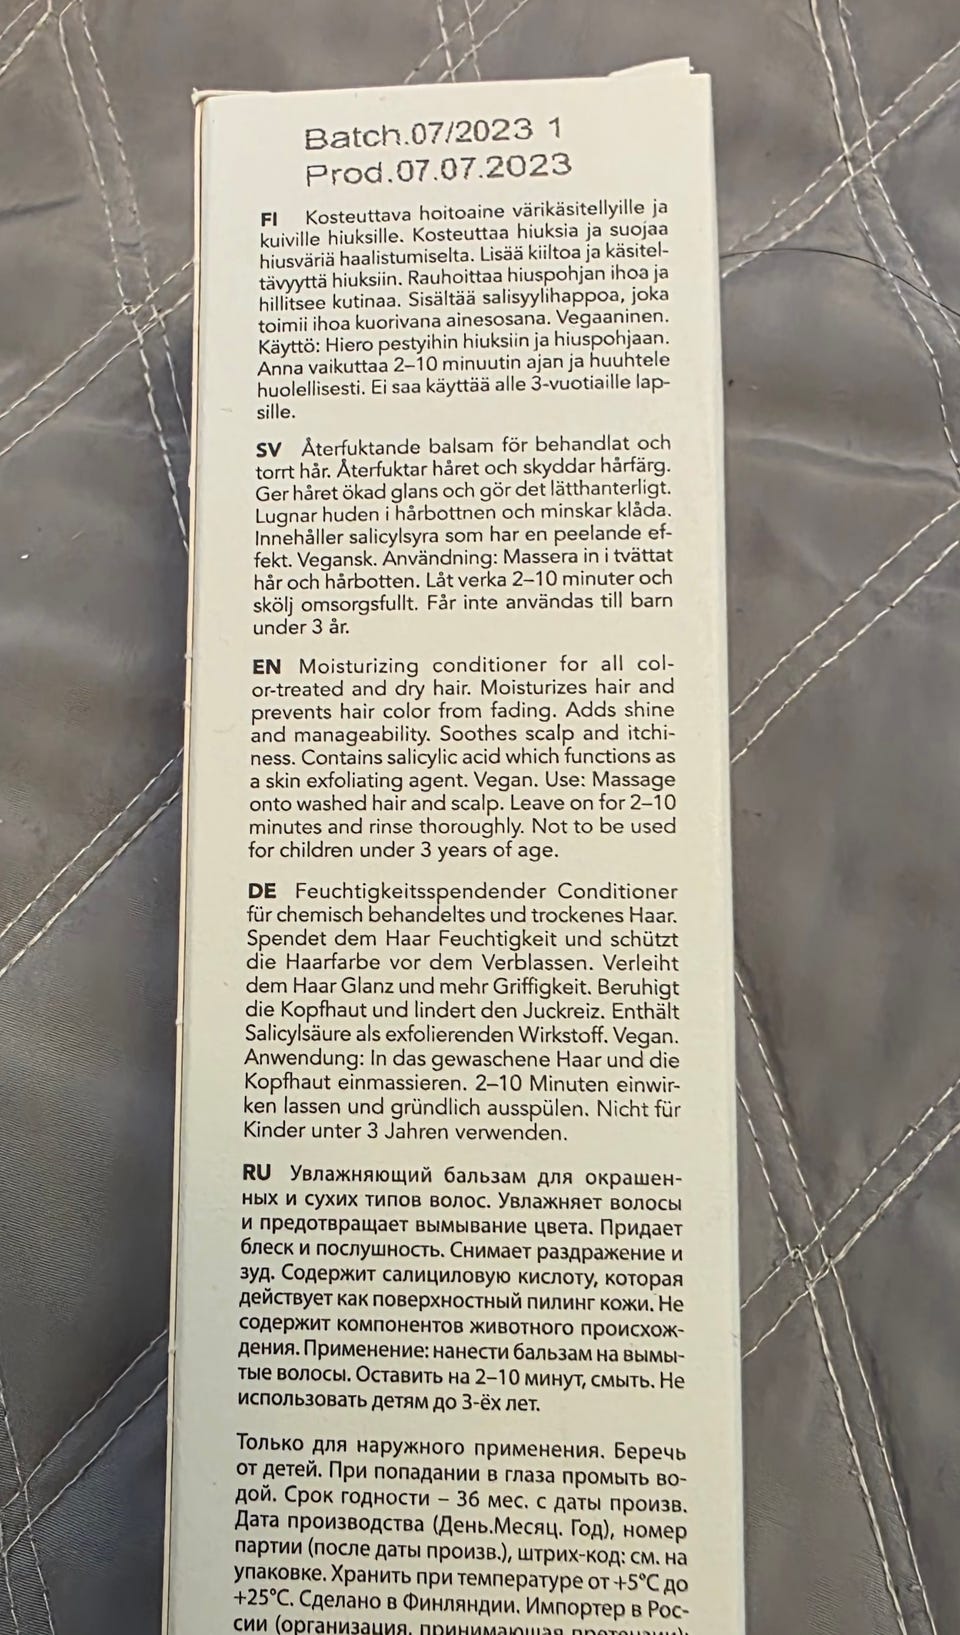 Batch.07/2023 1
Prod.07.07.2023
FI Kosteuttava hoitoaine värikäsitellyille ja
kuiville hiuksille. Kosteuttaa hiuksia ja suojaa
hiusväriä haalistumiselta. Lisää kiiltoa ja käsitel-
tävyyttä hiuksiin. Rauhoittaa hiuspohjan ihoa ja
hillitsee kutinaa. Sisältää salisyylihappoa, joka
toimii ihoa kuorivana ainesosana. Vegaaninen.
Käyttö: Hiero pestyihin hiuksiin ja hiuspohjaan.
Anna vaikuttaa 2–10 minuutin ajan ja huuhtele
huolellisesti. Ei saa käyttää alle 3-vuotiaille lap-
sille.
SV Återfuktande balsam för behandlat och
torrt hår. Återfuktar håret och skyddar hårfärg.
Ger håret ökad glans och gör det lätthanterligt.
Lugnar huden i hårbottnen och minskar klåda.
Innehåller salicylsyra som har en peelande ef-
fekt. Vegansk. Användning: Massera in i tvättat
hår och hårbotten. Låt verka 2–10 minuter och
skölj omsorgsfullt. Får inte användas till barn
under 3 år.
EN Moisturizing conditioner for all col-
or-treated and dry hair. Moisturizes hair and
prevents hair color from fading. Adds shine
and manageability. Soothes scalp and itchi-
ness. Contains salicylic acid which functions as
a skin exfoliating agent. Vegan. Use: Massage
onto washed hair and scalp. Leave on for 2–10
minutes and rinse thoroughly. Not to be used
for children under 3 years of age.
DE Feuchtigkeitsspendender Conditioner
für chemisch behandeltes und trockenes Haar.
Spendet dem Haar Feuchtigkeit und schützt
die Haarfarbe vor dem Verblassen. Verleiht
dem Haar Glanz und mehr Griffigkeit. Beruhigt
die Kopfhaut und lindert den Juckreiz. Enthält
Salicylsäure als exfolierenden Wirkstoff. Vegan.
Anwendung: In das gewaschene Haar und die
Kopfhaut einmassieren. 2–10 Minuten einwir-
ken lassen und gründlich ausspülen. Nicht für
Kinder unter 3 Jahren verwenden.
RU Увлажняющий бальзам для окрашен-
ных и сухих типов волос. Увлажняет волосы
и предотвращает вымывание цвета. Придает
блеск и послушность. Снимает раздражение и
зуд. Содержит салициловую кислоту, которая
действует как поверхностный пилинг кожи. Не
содержит компонентов животного происхож-
дения. Применение: нанести бальзам на вымы-
тые волосы. Оставить на 2–10 минут, смыть. Не
использовать детям до 3-ёх лет.
Только для наружного применения. Беречь
от детей. При попадании в глаза промыть во-
дой. Срок годности – 36 мес. с даты произв.
Дата производства (День.Месяц. Год), номер
партии (после даты произв.), штрих-код: см. на
упаковке. Хранить при температуре от +5°C до
+25°C. Сделано в Финляндии. Импортер в Рос-
сии (организация, принимающая претензии):